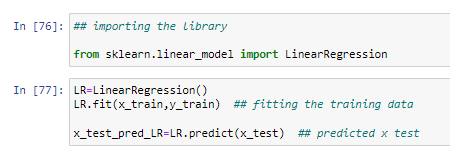 In [76]: ## importing the library
from sklearn.linear_model import LinearRegression
In [77]: LR=LinearRegression()
LR.fit(x_train,y_train)  ## fitting the training data
x_test_pred_LR=LR.predict(x_test)  ## predicted x test